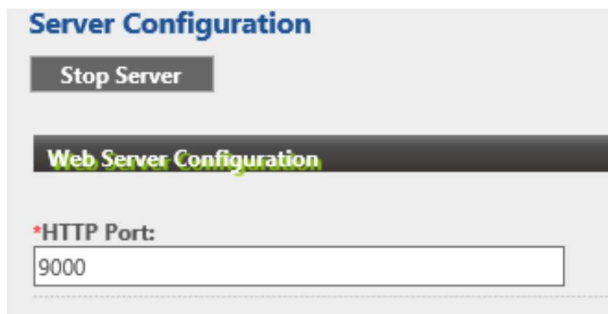 Server Configuration
Stop Server
Web Server Configuration
*HTTP Port:
9000